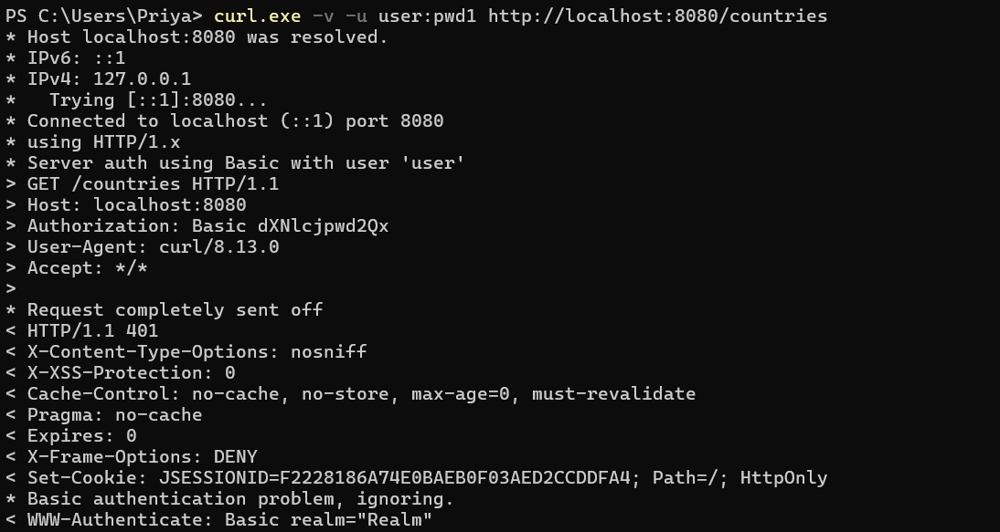 PS C:\Users\Priya> curl.exe -v -u user:pwd1 http://localhost:8080/countries
* Host localhost:8080 was resolved.
* IPv6: ::1
* IPv4: 127.0.0.1
*   Trying [::1]:8080...
* Connected to localhost (::1) port 8080
* using HTTP/1.x
* Server auth using Basic with user 'user'
> GET /countries HTTP/1.1
> Host: localhost:8080
> Authorization: Basic dXNlcjpwd2Qx
> User-Agent: curl/8.13.0
> Accept: */*
>
* Request completely sent off
< HTTP/1.1 401
< X-Content-Type-Options: nosniff
< X-XSS-Protection: 0
< Cache-Control: no-cache, no-store, max-age=0, must-revalidate
< Pragma: no-cache
< Expires: 0
< X-Frame-Options: DENY
< Set-Cookie: JSESSIONID=F2228186A74E0BAEB0F03AED2CCDDFA4; Path=/; HttpOnly
* Basic authentication problem, ignoring.
< WWW-Authenticate: Basic realm="Realm"